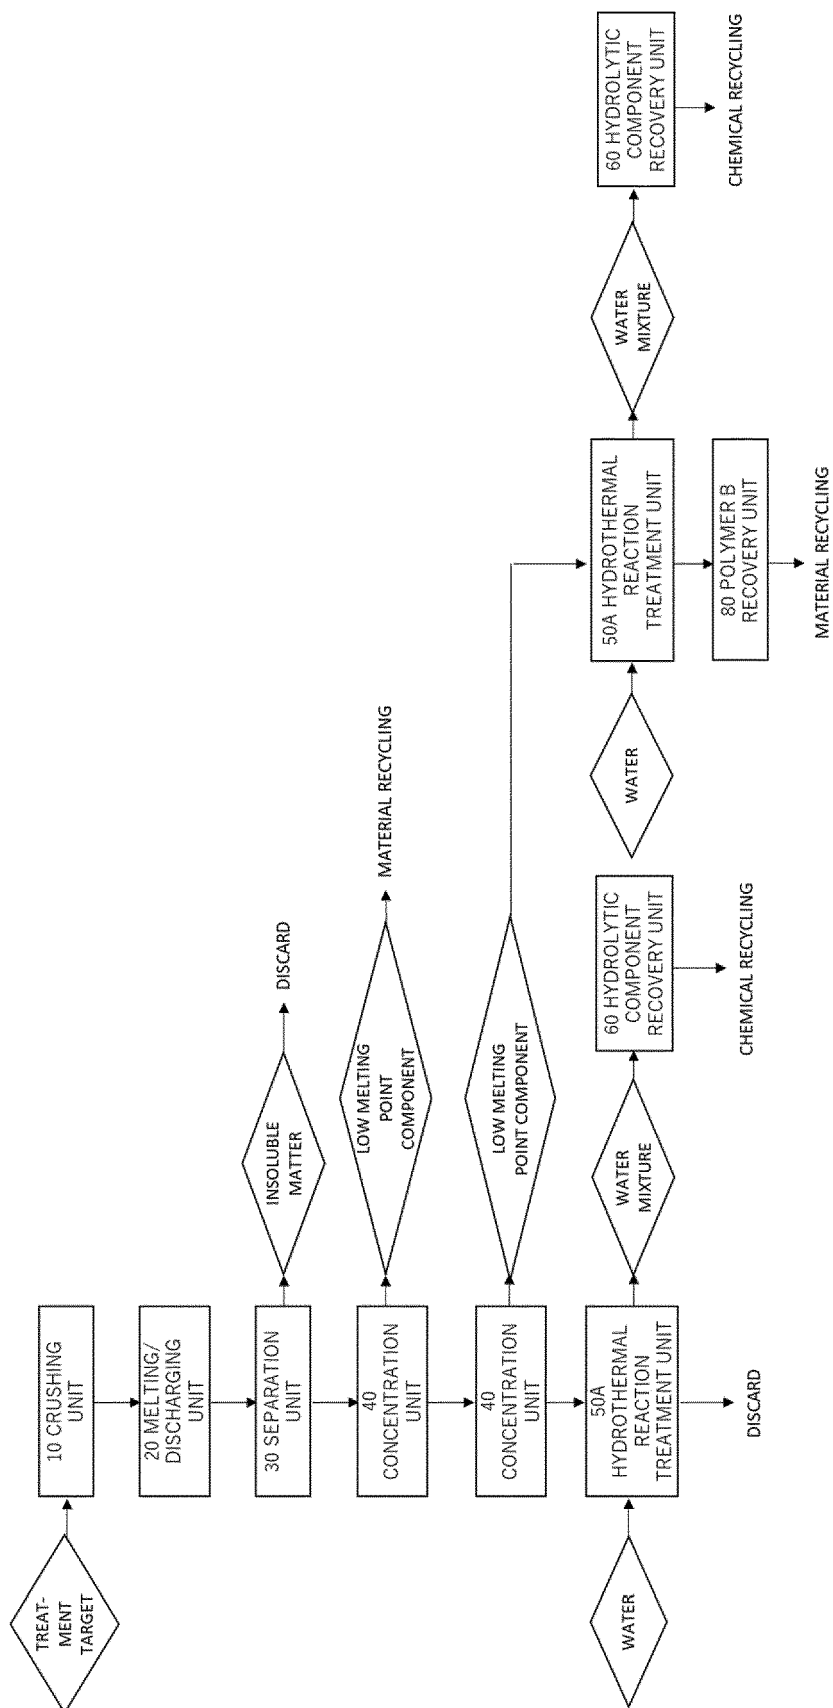 TREAT-
MENT
TARGET
10 CRUSHING
UNIT
20 MELTING/
DISCHARGING
UNIT
30 SEPARATION
UNIT
INSOLUBLE
MATTER
DISCARD
40
CONCENTRATION
UNIT
LOW MELTING
POINT
COMPONENT
MATERIAL RECYCLING
40
CONCENTRATION
UNIT
LOW MELTING
POINT COMPONENT
WATER
50A
HYDROTHERMAL
REACTION
TREATMENT UNIT
DISCARD
WATER
MIXTURE
60 HYDROLYTIC
COMPONENT
RECOVERY UNIT
CHEMICAL RECYCLING
WATER
50A HYDROTHERMAL
REACTION
TREATMENT UNIT
80 POLYMER B
RECOVERY UNIT
MATERIAL RECYCLING
WATER
MIXTURE
60 HYDROLYTIC
COMPONENT
RECOVERY UNIT
CHEMICAL RECYCLING